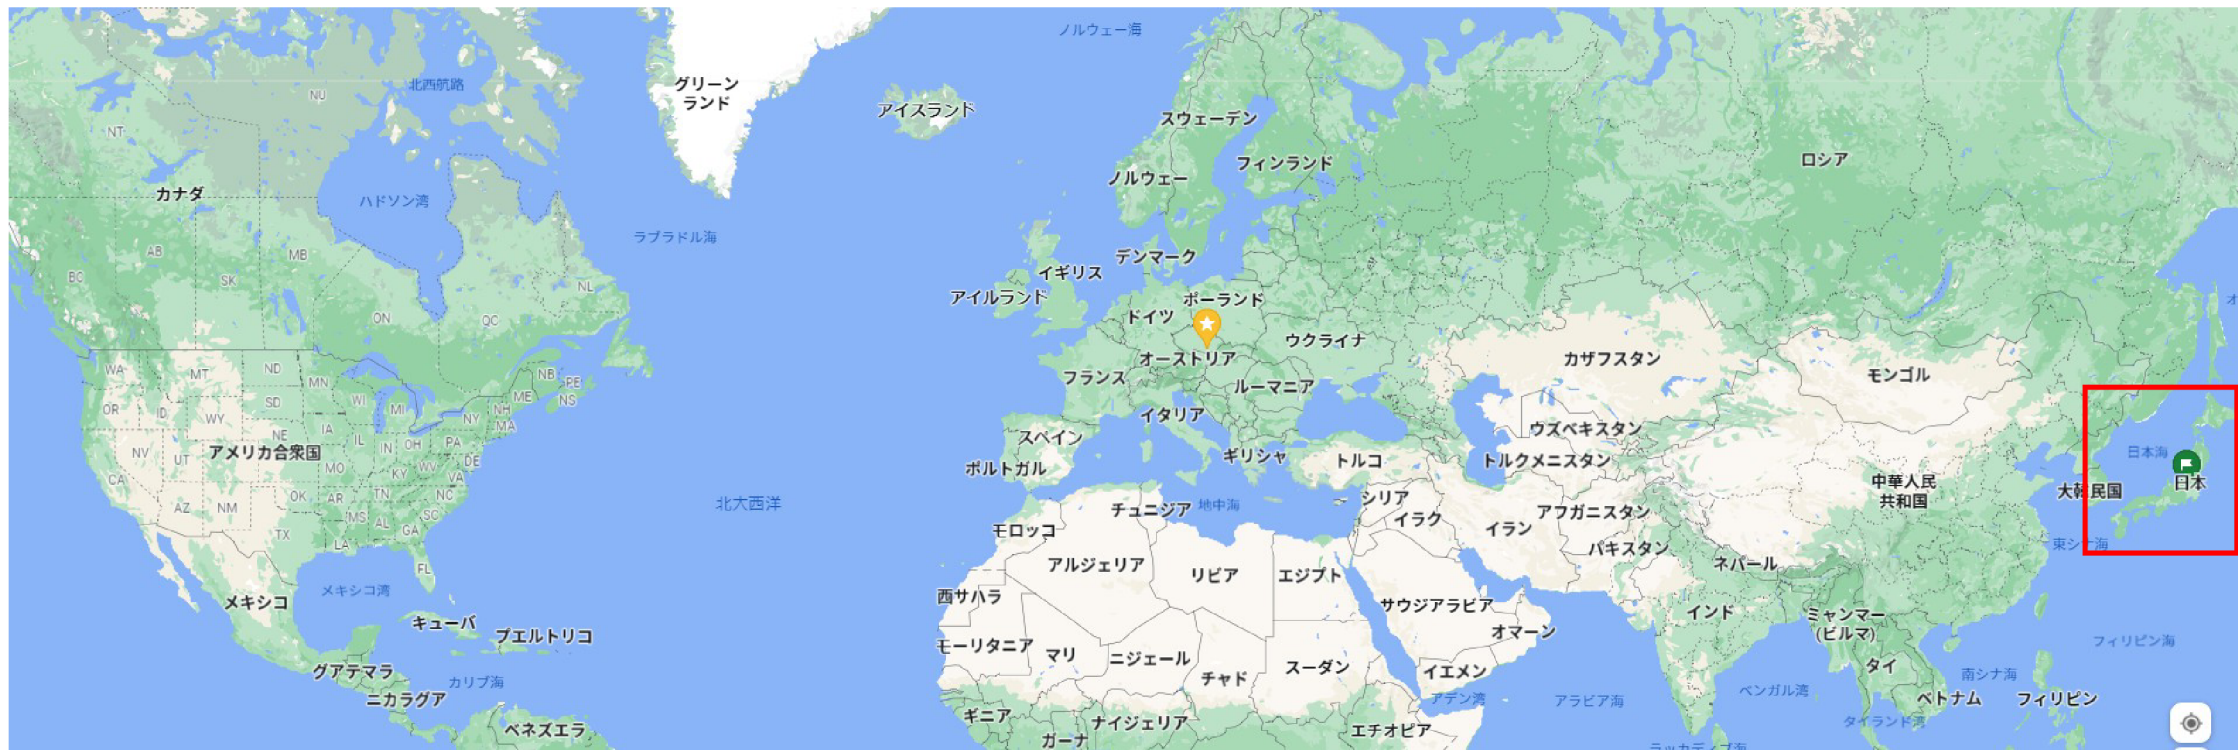 ノルウェー海
グリーン
ランド
北西航路
NU
アイスランド
スウェーデン
NT
フィンランド
ロシア
ノルウェー
カナダ
ハドソン湾
ラブラドル海
AB
MB
デンマーク
イギリス
BC
SK
NL
アイルランド
ポーランド
ON
QC
ドイツ
ウクライナ
オーストリア
カザフスタン
WA
MT
ND
MN
NB
PE
フランス
ルーマニア
モンゴル
OR
ID
WY
SD
WI
MI
NY
NH
ME
NS
MA
イタリア
NE
IA
IL
IN
OH
PA
スペイン
ウズベキスタン
NV
UT
アメリカ合衆国
MO
KY
WV
DE
VA
ポルトガル
ギリシャ
トルコ
トルクメニスタン
日本海
CA
OK
AR
TN
NC
中華人民
共和国
大韓民国
日本
AZ
NM
MS
AL
SC
GA
北大西洋
チュニジア
地中海
シリア
イラク
イラン
アフガニスタン
TX
LA
モロッコ
パキスタン
東シナ海
FL
アルジェリア
リビア
エジプト
ネパール
メキシコ湾
メキシコ
西サハラ
サウジアラビア
インド
ミャンマー
(ビルマ)
キューバ
プエルトリコ
オマーン
フィリピン海
モーリタニア
マリ
ニジェール
チャド
スーダン
イエメン
タイ
グアテマラ
カリブ海
南シナ海
ニカラグア
アデン湾
アラビア海
ベンガル湾
ベトナム
フィリピン
ギニア
ナイジェリア
エチオピア
タイランド湾
ベネズエラ
ガーナ